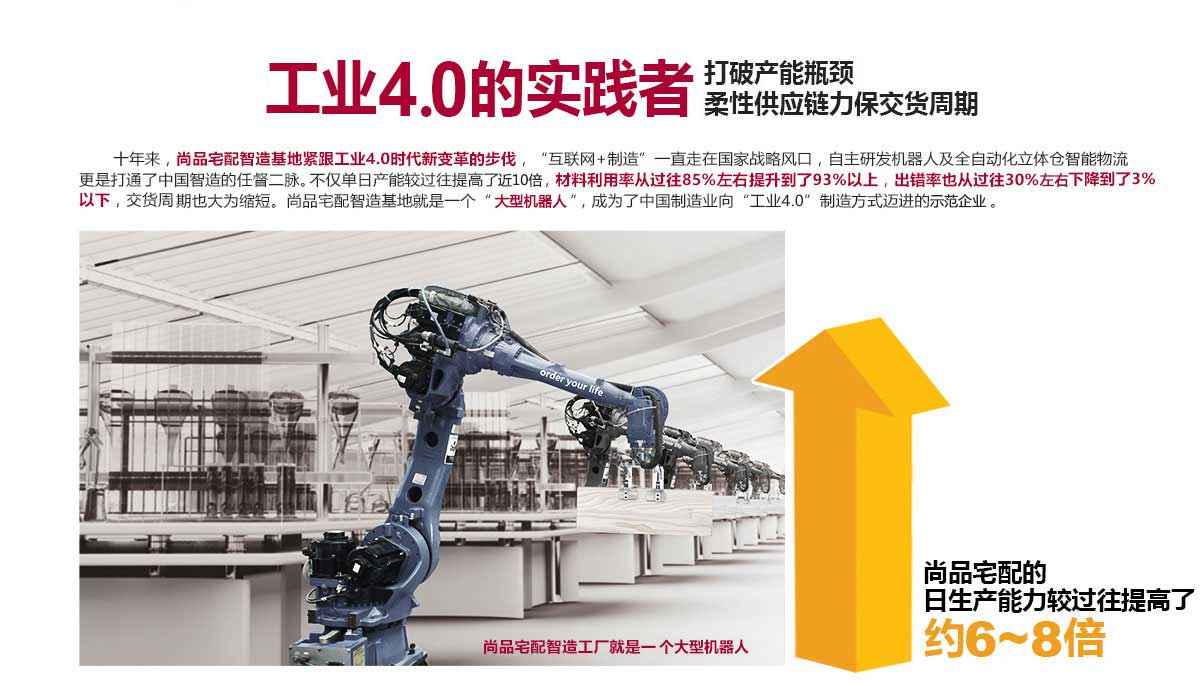 工业4.0的实践者
打破产能瓶颈
柔性供应链力保交货周期
十年来，尚品宅配智造基地紧跟工业4.0时代新变革的步伐，“互联网+制造”一直走在国家战略风口，自主研发机器人及全自动化立体仓智能物流
更是打通了中国智造的任督二脉。不仅单日产能较过往提高了近10倍，材料利用率从过往85%左右提升到了93%以上，出错率也从过往30%左右下降到了3%
以下，交货周期也大为缩短。尚品宅配智造基地就是一个“大型机器人”，成为了中国制造业向“工业4.0”制造方式迈进的示范企业。
order your life
尚品宅配智造工厂就是一个大型机器人
尚品宅配的
日生产能力较过往提高了
约6~8倍